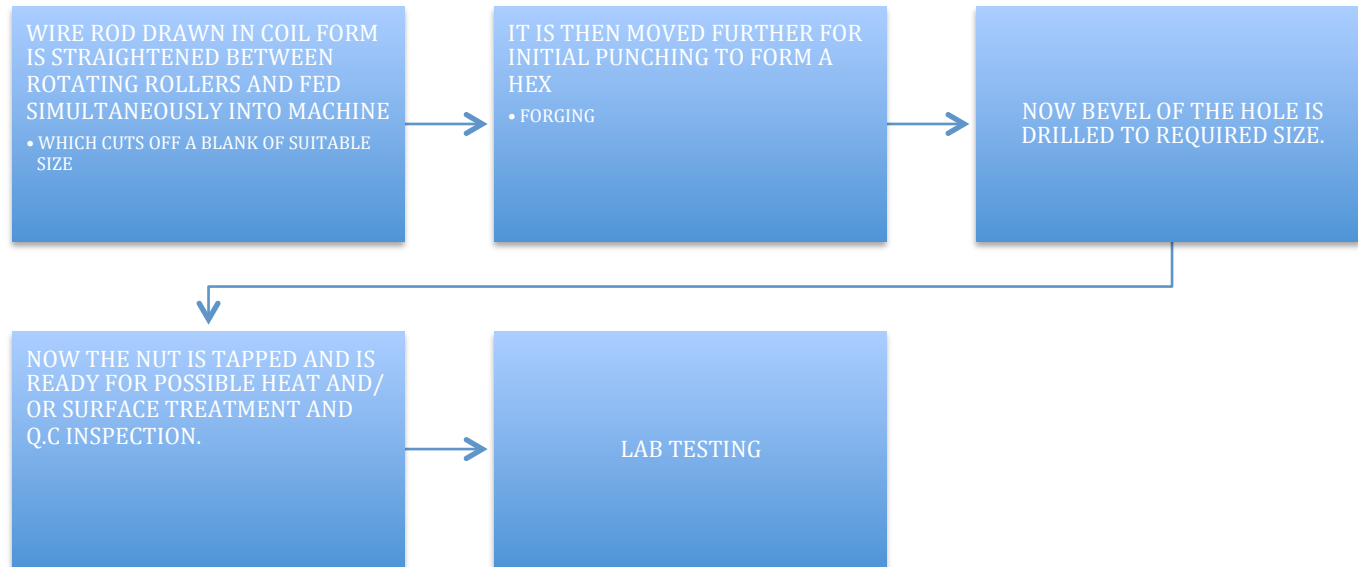 WIRE ROD DRAWN IN COIL FORM
IS STRAIGHTENED BETWEEN
ROTATING ROLLERS AND FED
SIMULTANEOUSLY INTO MACHINE
• WHICH CUTS OFF A BLANK OF SUITABLE
SIZE
IT IS THEN MOVED FURTHER FOR
INITIAL PUNCHING TO FORM A
HEX
• FORGING
NOW BEVEL OF THE HOLE IS
DRILLED TO REQUIRED SIZE.
NOW THE NUT IS TAPPED AND IS
READY FOR POSSIBLE HEAT AND/
OR SURFACE TREATMENT AND
Q.C INSPECTION.
LAB TESTING